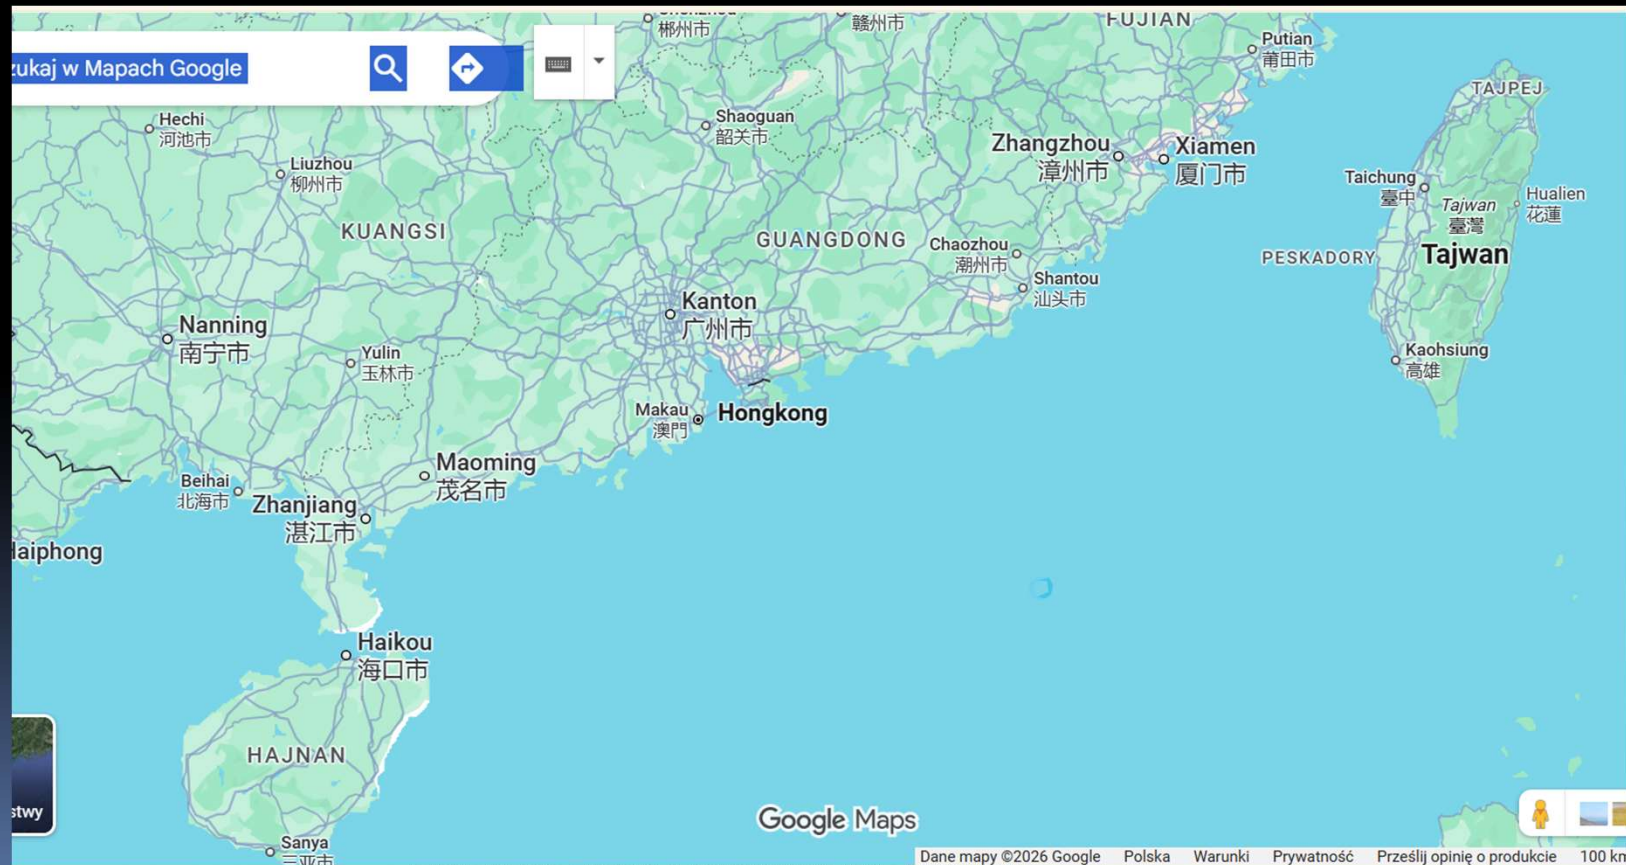 郴州市
赣州市
FUJIAN
Putian
莆田市
zukaj w Mapach Google
TAJPEJ
Hechi
河池市
Shaoguan
韶关市
Zhangzhou
漳州市
Xiamen
厦门市
Liuzhou
柳州市
Taichung
臺中
Tajwan
臺灣
Tajwan
Hualien
花蓮
KUANGSI
GUANGDONG
Chaozhou
潮州市
PESKADORY
Shantou
汕头市
Kanton
广州市
Nanning
南宁市
Yulin
玉林市
Kaohsiung
高雄
Makau
澳門
Hongkong
Maoming
茂名市
Beihai
北海市
Zhanjiang
湛江市
Haiphong
Haikou
海口市
HAJNAN
stwy
Google Maps
Sanya
三亚市
Dane mapy ©2026 Google Polska Warunki Prywatność Prześlij opinię o produkcie 100 km